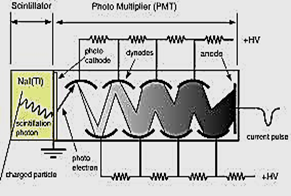 Scintillator
Photo Multiplier (PMT)
+HV
photo
cathode
dynodes
anode
NaI(Tl)
scintillation
photon
photo
electron
current pulse
charged particle
+HV